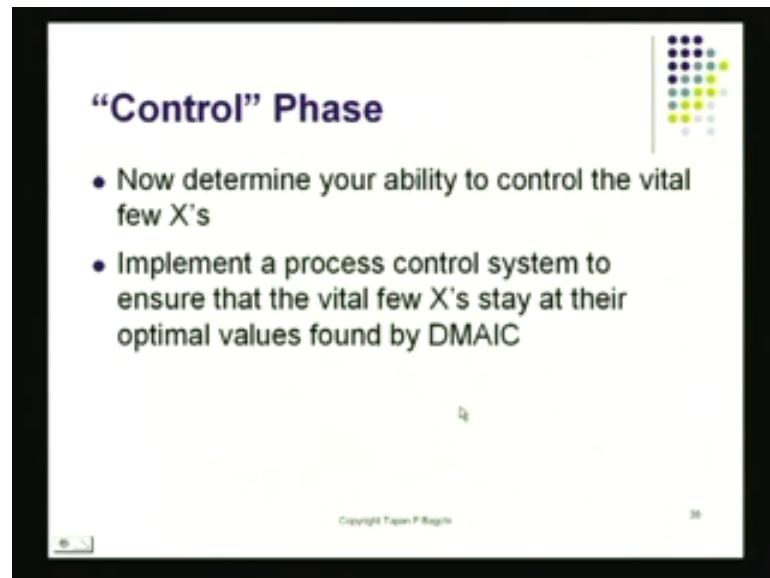 “Control” Phase
• Now determine your ability to control the vital
few X's
• Implement a process control system to
ensure that the vital few X's stay at their
optimal values found by DMAIC
Copyright Tapan P Bagchi